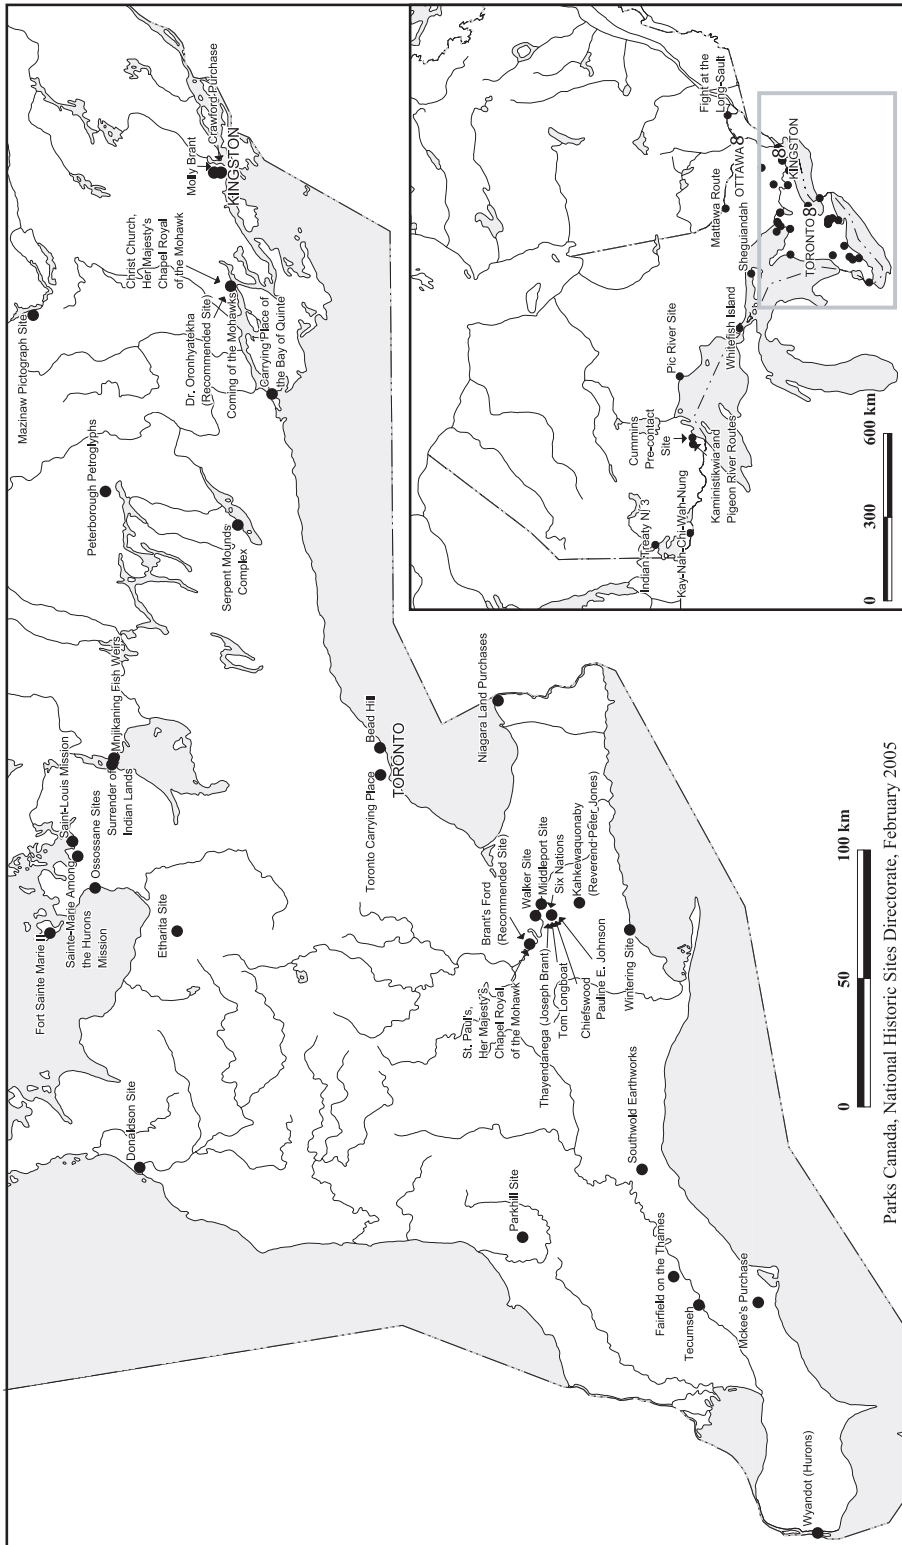 Mazinaw Pictograph Site
Molly Brant
Crawford Purchase
KINGSTON
Christ Church,
Her Majesty's
Chapel Royal
of the Mohawk
Dr. Oronhyatekha
(Recommended Site)
Coming of the Mohawks
Carrying Place of
the Bay of Quinte
Peterborough Petroglyphs
Serpent Mounds
Complex
Mnjikaning Fish Weirs
Surrender of
Indian Lands
Saint-Louis Mission
Ossossane Sites
Sainte-Marie Among
the Hurons
Mission
Fort Sainte Marie II
Etharita Site
Donaldson Site
Bead Hill
TORONTO
Toronto Carrying Place
Niagara Land Purchases
Brant's Ford
(Recommended Site)
Walker Site
Middleport Site
Six Nations
Kahkewaquonaby
(Reverend Peter Jones)
St. Paul's,
Her Majesty's
Chapel Royal
of the Mohawk
Thayendanega (Joseph Brant)
Tom Longboat
Chiefswood
Pauline E. Johnson
Wintering Site
Southwold Earthworks
Parkhill Site
Fairfield on the Thames
Tecumseh
Mckee's Purchase
Wyandot (Hurons)
0 50 100 km
Fight at the
Long-Sault
OTTAWA 8
Mattawa Route
8
KINGSTON
TORONTO 8
Sheguiandah
Whitefish Island
Pic River Site
Cummins
Pre-contact
Site
Kaministikwia and
Pigeon River Routes
Indian Treaty Nº 3
Kay-Nah-Chi-Wah-Nung
0 300 600 km
Parks Canada, National Historic Sites Directorate, February 2005